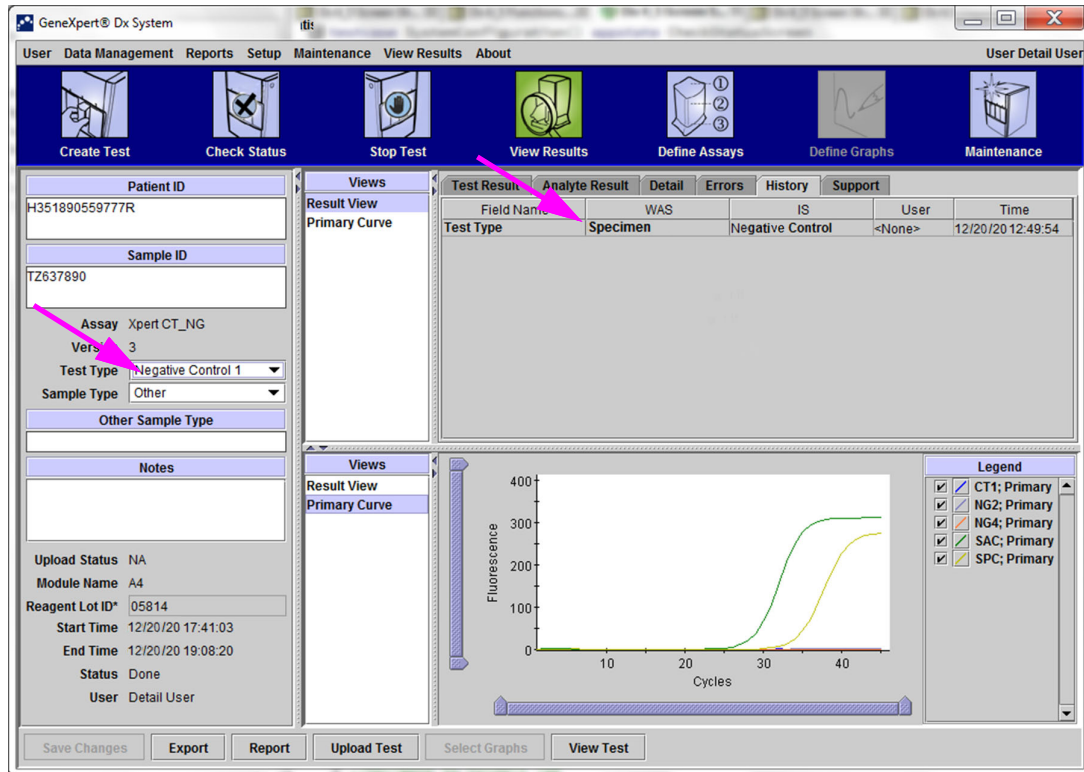 GeneXpert® Dx System
User Data Management Reports Setup Maintenance View Results About User Detail User
Create Test Check Status Stop Test View Results Define Assays Define Graphs Maintenance
Patient ID
H351890559777R
Sample ID
TZ637890
Assay Xpert CT_NG
3
Test Type Negative Control 1
Sample Type Other
Other Sample Type
Notes
Upload Status NA
Module Name A4
Reagent Lot ID* 05814
Start Time 12/20/20 17:41:03
End Time 12/20/20 19:08:20
Status Done
User Detail User
Views
Result View
Primary Curve
Test Result Analyte Result Detail Errors History Support
Field Name WAS IS User Time
Test Type Specimen Negative Control <None> 12/20/20 12:49:54
Views
Result View
Primary Curve
400
300
200
100
0
Fluorescence
10 20 30 40
Cycles
Legend
CT1; Primary
NG2; Primary
NG4; Primary
SAC; Primary
SPC; Primary
Save Changes Export Report Upload Test Select Graphs View Test